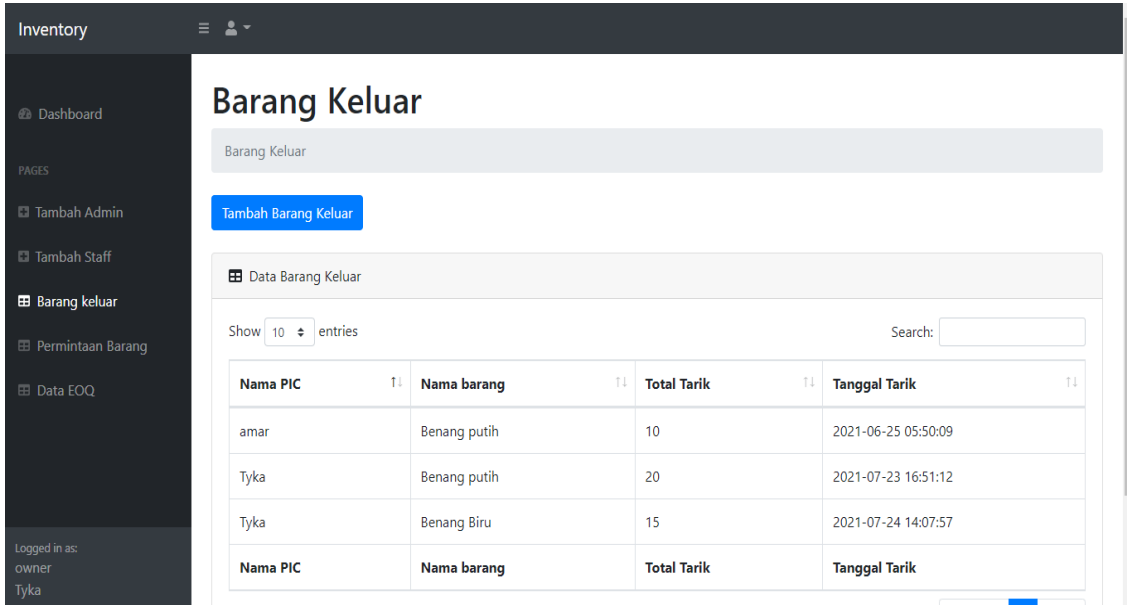 Inventory
Dashboard
PAGES
Tambah Admin
Tambah Staff
Barang keluar
Permintaan Barang
Data EOQ
Logged in as:
owner
Tyka
Barang Keluar
Barang Keluar
Tambah Barang Keluar
Data Barang Keluar
Show 10 entries Search:
Nama PIC Nama barang Total Tarik Tanggal Tarik
amar Benang putih 10 2021-06-25 05:50:09
Tyka Benang putih 20 2021-07-23 16:51:12
Tyka Benang Biru 15 2021-07-24 14:07:57
Nama PIC Nama barang Total Tarik Tanggal Tarik